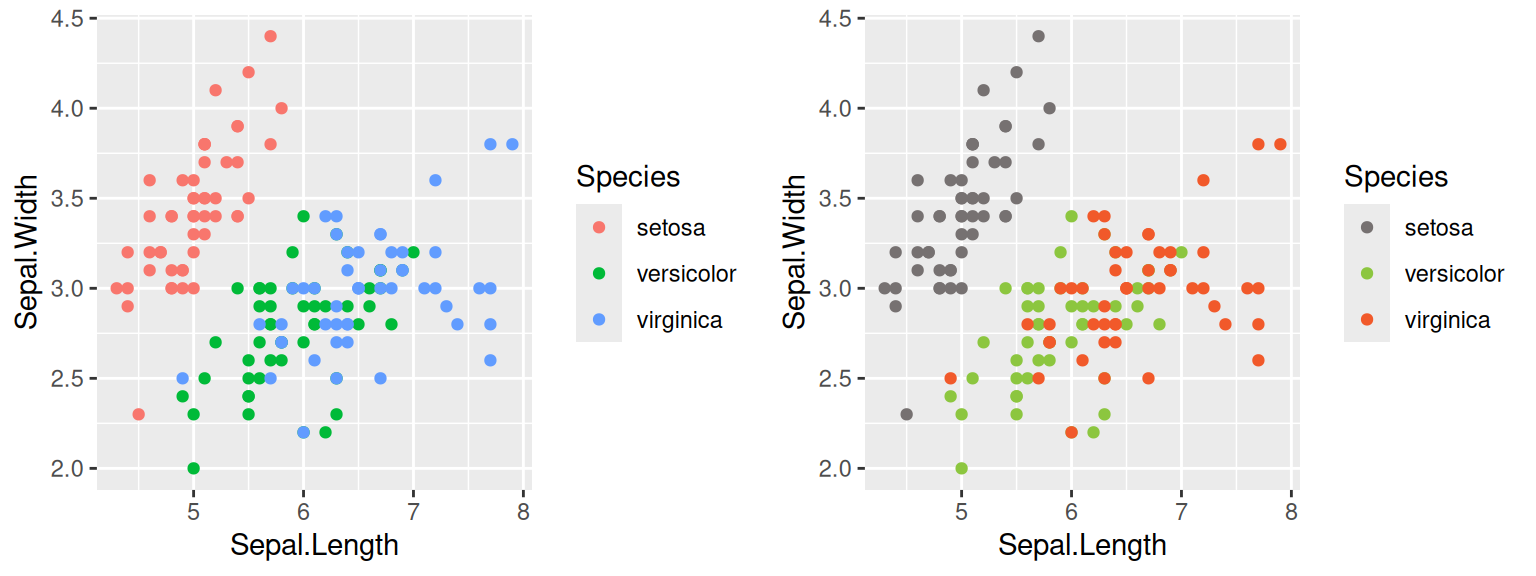 4.5
4.0
3.5
3.0
2.5
2.0
Sepal.Width
5 6 7 8
Sepal.Length
Species
setosa
versicolor
virginica
4.5
4.0
3.5
3.0
2.5
2.0
Sepal.Width
5 6 7 8
Sepal.Length
Species
setosa
versicolor
virginica